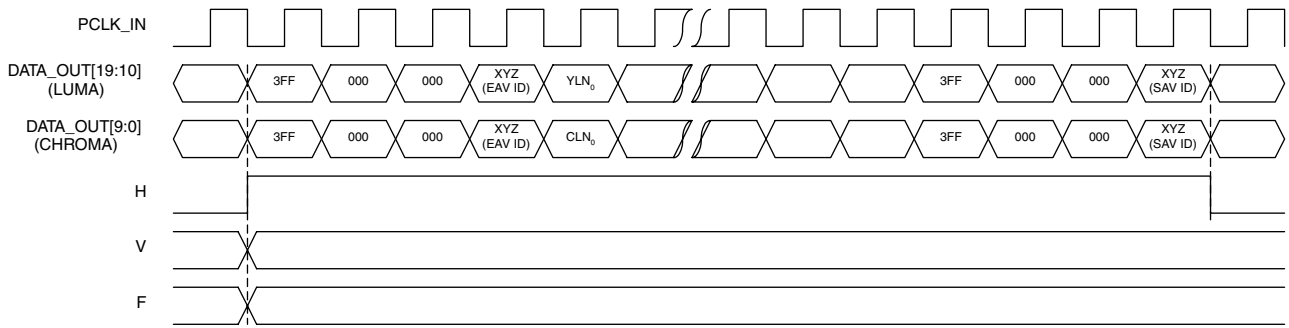 PCLK_IN
DATA_OUT[19:10]
(LUMA)
3FF 000 000 XYZ (EAV ID) YLN0 3FF 000 000 XYZ (SAV ID)
DATA_OUT[9:0]
(CHROMA)
3FF 000 000 XYZ (EAV ID) CLN0 3FF 000 000 XYZ (SAV ID)
H
V
F